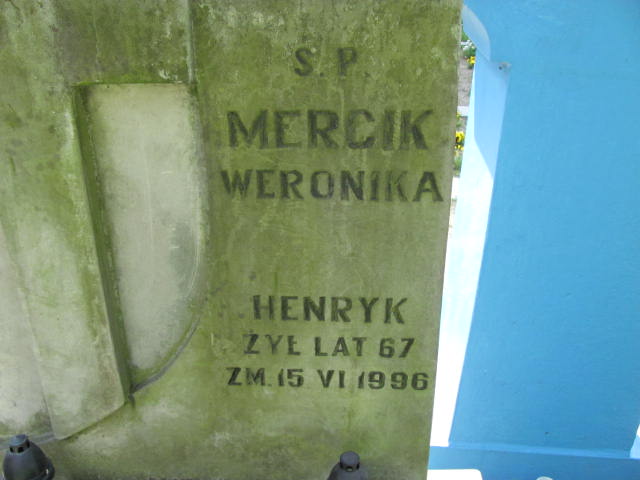 S. P.
MERCIK
WERONIKA
HENRYK
ŻYŁ LAT 67
ZM. 15 VI 1996